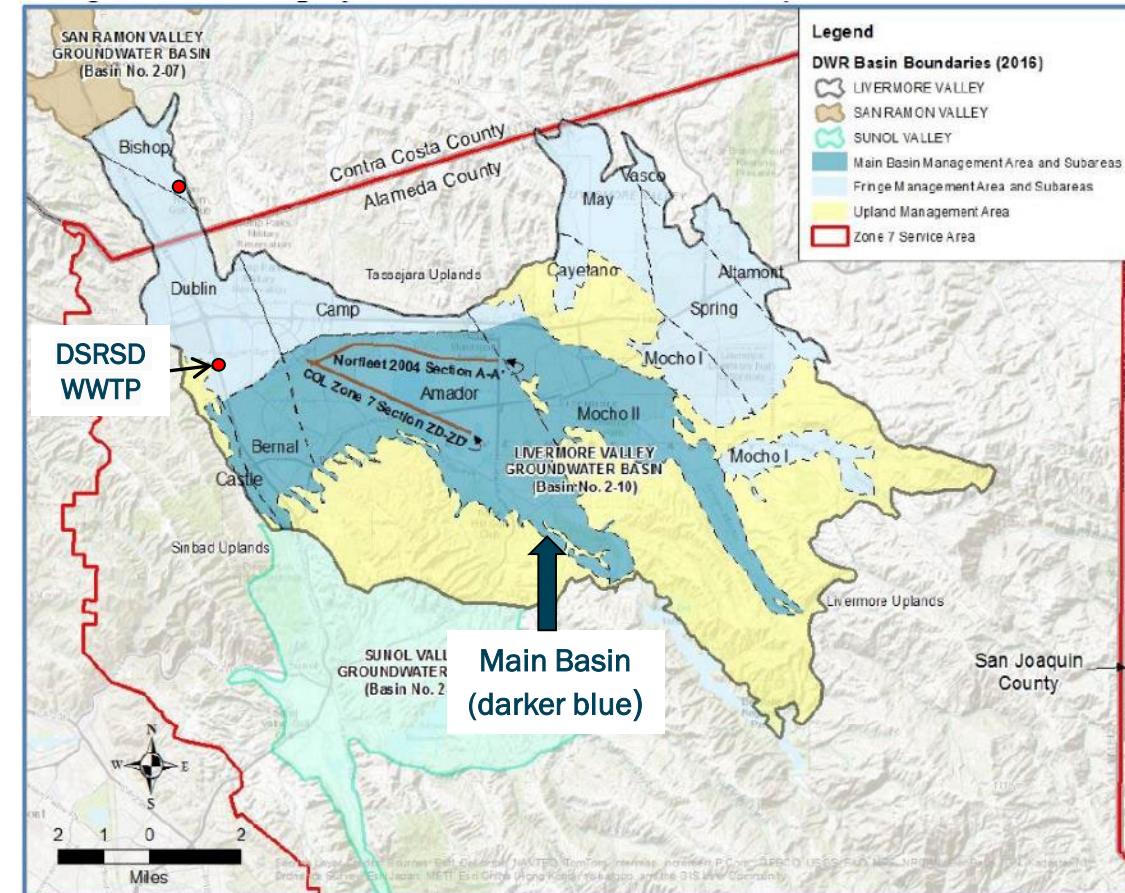 SAN RAMON VALLEY
GROUNDWATER BASIN
(Basin No. 2-07)
Legend
DWR Basin Boundaries (2016)
LIVERMORE VALLEY
SAN RAMON VALLEY
SUNOL VALLEY
Main Basin Management Area and Subareas
Fringe Management Area and Subareas
Upland Management Area
Zone 7 Service Area
Bishop
Contra Costa County
Alameda County
Vasco
May
Tassajara Uplands
Cayetano
Altamont
Dublin
Camp
Spring
DSRSD
WWTP
Norfleet 2004 Section A-A'
Mocho I
COL Zone 7 Section ZD-ZD'
Amador
Mocho II
Bernal
LIVERMORE VALLEY
GROUNDWATER BASIN
(Basin No. 2-10)
Mocho I
Castle
Sinbad Uplands
Livermore Uplands
SUNOL VALL
GROUNDWATER
(Basin No. 2
Main Basin
(darker blue)
San Joaquin
County
N
W E
S
2 1 0 2
Miles